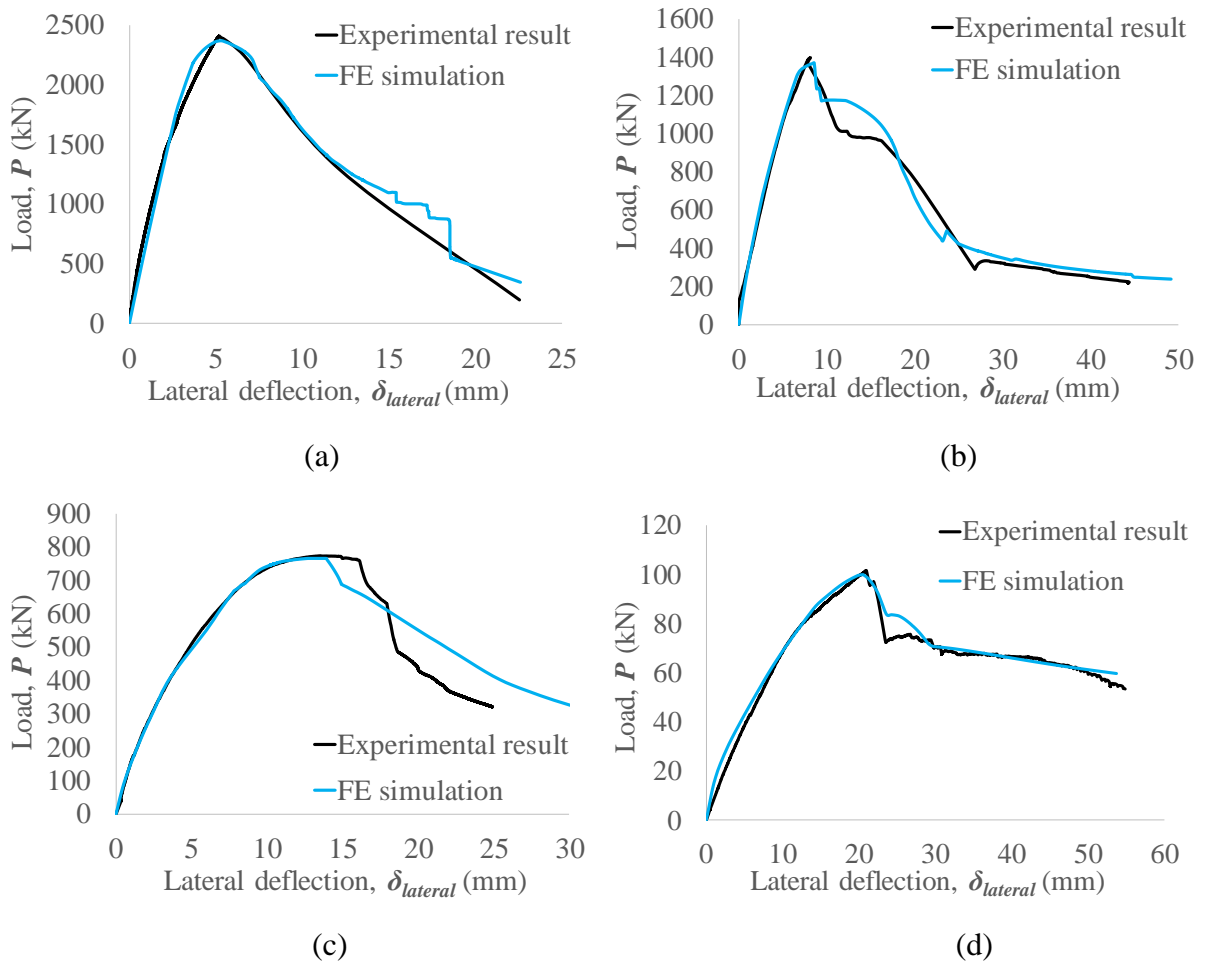 2500
2000
1500
1000
500
0
Load, P (kN)
Experimental result
FE simulation
0 5 10 15 20 25
Lateral deflection, δlateral (mm)
(a)
1600
1400
1200
1000
800
600
400
200
0
Load, P (kN)
Experimental result
FE simulation
0 10 20 30 40 50
Lateral deflection, δlateral (mm)
(b)
900
800
700
600
500
400
300
200
100
0
Load, P (kN)
Experimental result
FE simulation
0 5 10 15 20 25 30
Lateral deflection, δlateral (mm)
(c)
120
100
80
60
40
20
0
Load, P (kN)
Experimental result
FE simulation
0 10 20 30 40 50 60
Lateral deflection, δlateral (mm)
(d)